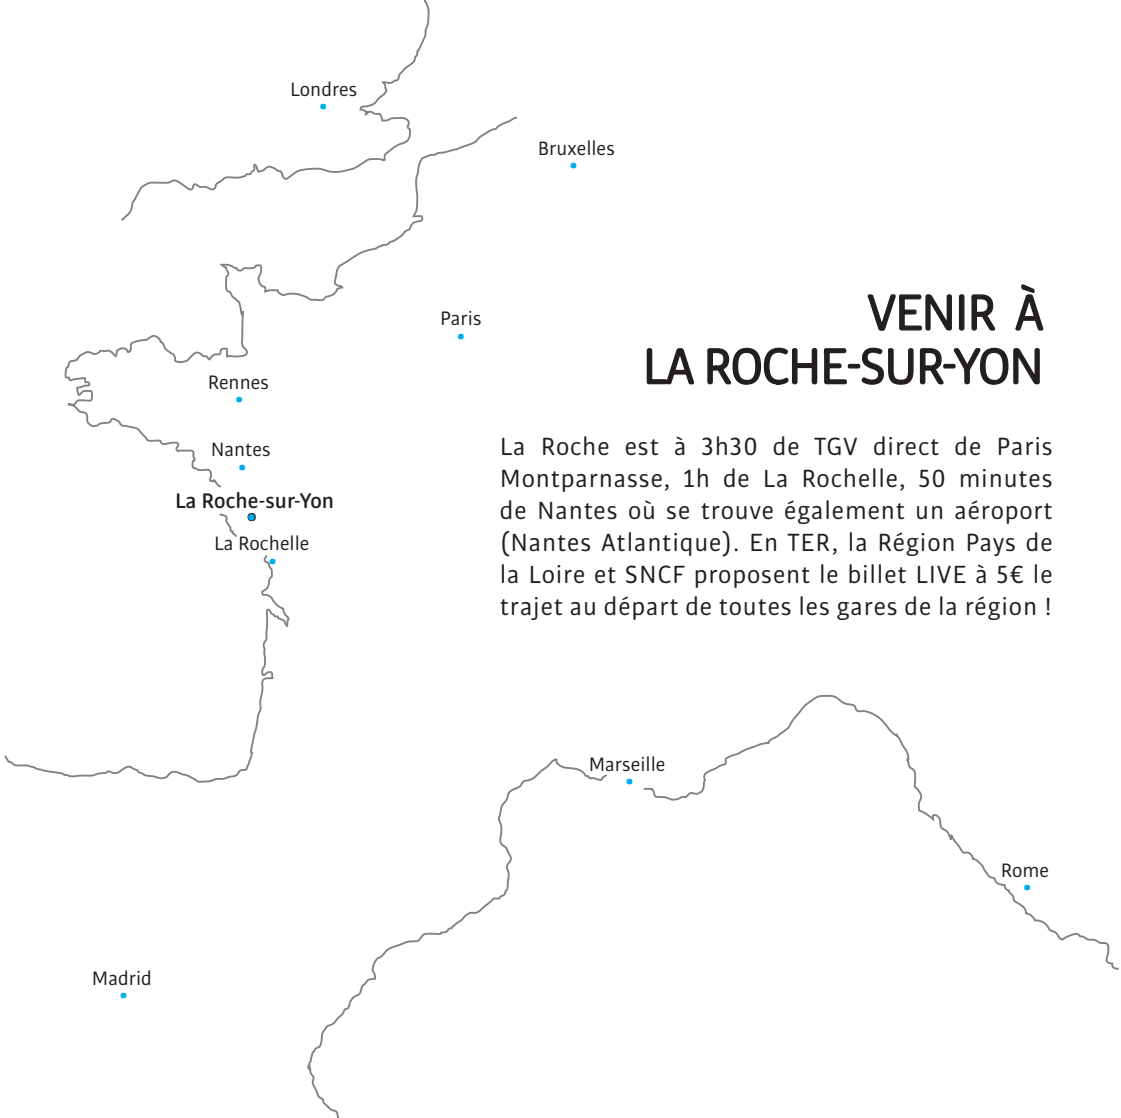 Londres
Bruxelles
Paris
VENIR À
LA ROCHE-SUR-YON
Rennes
Nantes
La Roche-sur-Yon
La Rochelle
La Roche est à 3h30 de TGV direct de Paris
Montparnasse, 1h de La Rochelle, 50 minutes
de Nantes où se trouve également un aéroport
(Nantes Atlantique). En TER, la Région Pays de
la Loire et SNCF proposent le billet LIVE à 5€ le
trajet au départ de toutes les gares de la région !
Marseille
Rome
Madrid